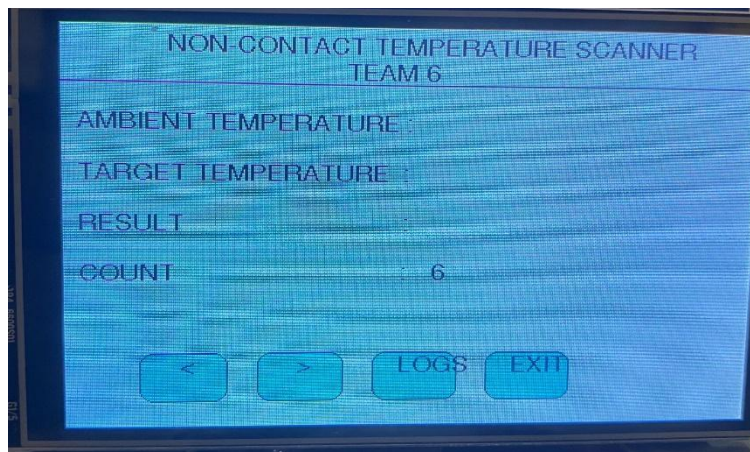 NON-CONTACT TEMPERATURE SCANNER
TEAM 6
AMBIENT TEMPERATURE :
TARGET TEMPERATURE :
RESULT :
COUNT : 6
< > LOGS EXIT